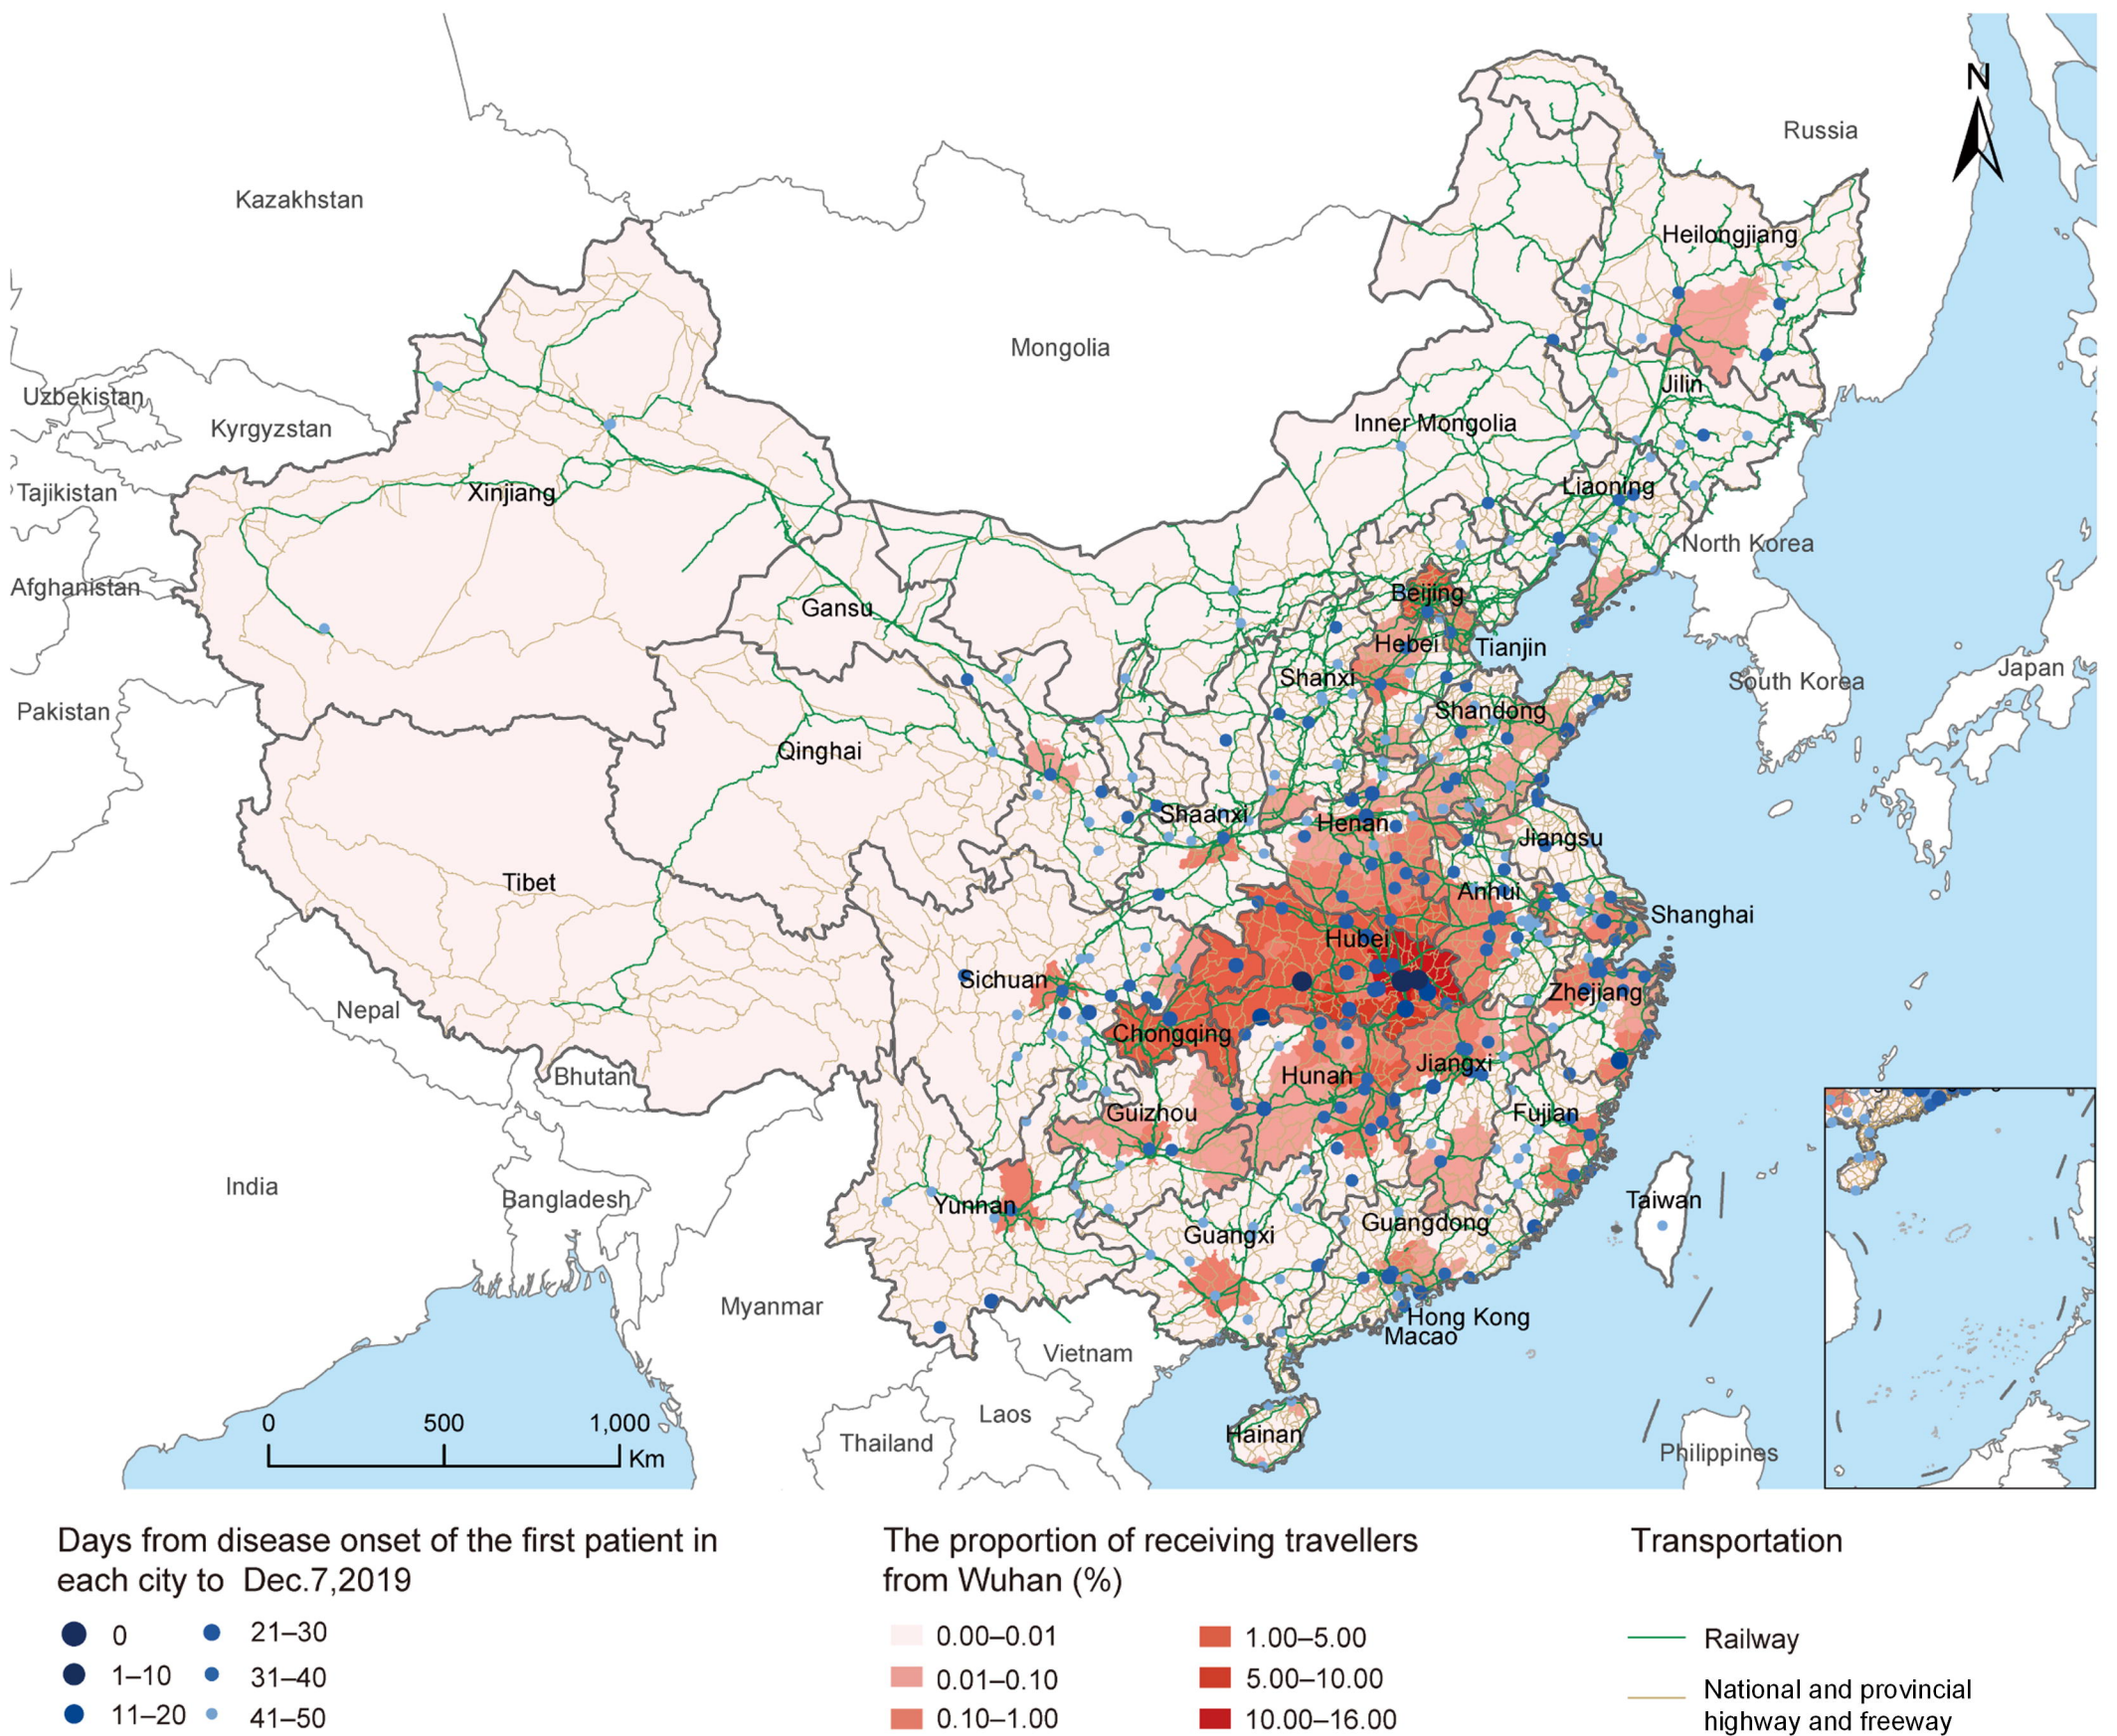 N
Russia
Kazakhstan
Heilongjiang
Mongolia
Jilin
Uzbekistan
Kyrgyzstan
Inner Mongolia
Tajikistan
Xinjiang
Liaoning
North Korea
Afghanistan
Gansu
Beijing
Hebei
Tianjin
Shanxi
South Korea
Japan
Pakistan
Shandong
Qinghai
Shaanxi
Henan
Jiangsu
Tibet
Anhui
Shanghai
Hubei
Sichuan
Zhejiang
Nepal
Chongqing
Jiangxi
Bhutan
Hunan
Guizhou
Fujian
India
Bangladesh
Yunnan
Taiwan
Guangxi
Guangdong
Myanmar
Hong Kong
Macao
Vietnam
Laos
Hainan
Thailand
Philippines
0 500 1,000
Km
Days from disease onset of the first patient in
each city to Dec.7,2019
0
1–10
11–20
21–30
31–40
41–50
The proportion of receiving travellers
from Wuhan (%)
0.00–0.01
0.01–0.10
0.10–1.00
1.00–5.00
5.00–10.00
10.00–16.00
Transportation
Railway
National and provincial
highway and freeway